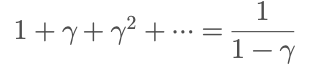 1 + γ + γ² + ⋯ = 1/(1 − γ)